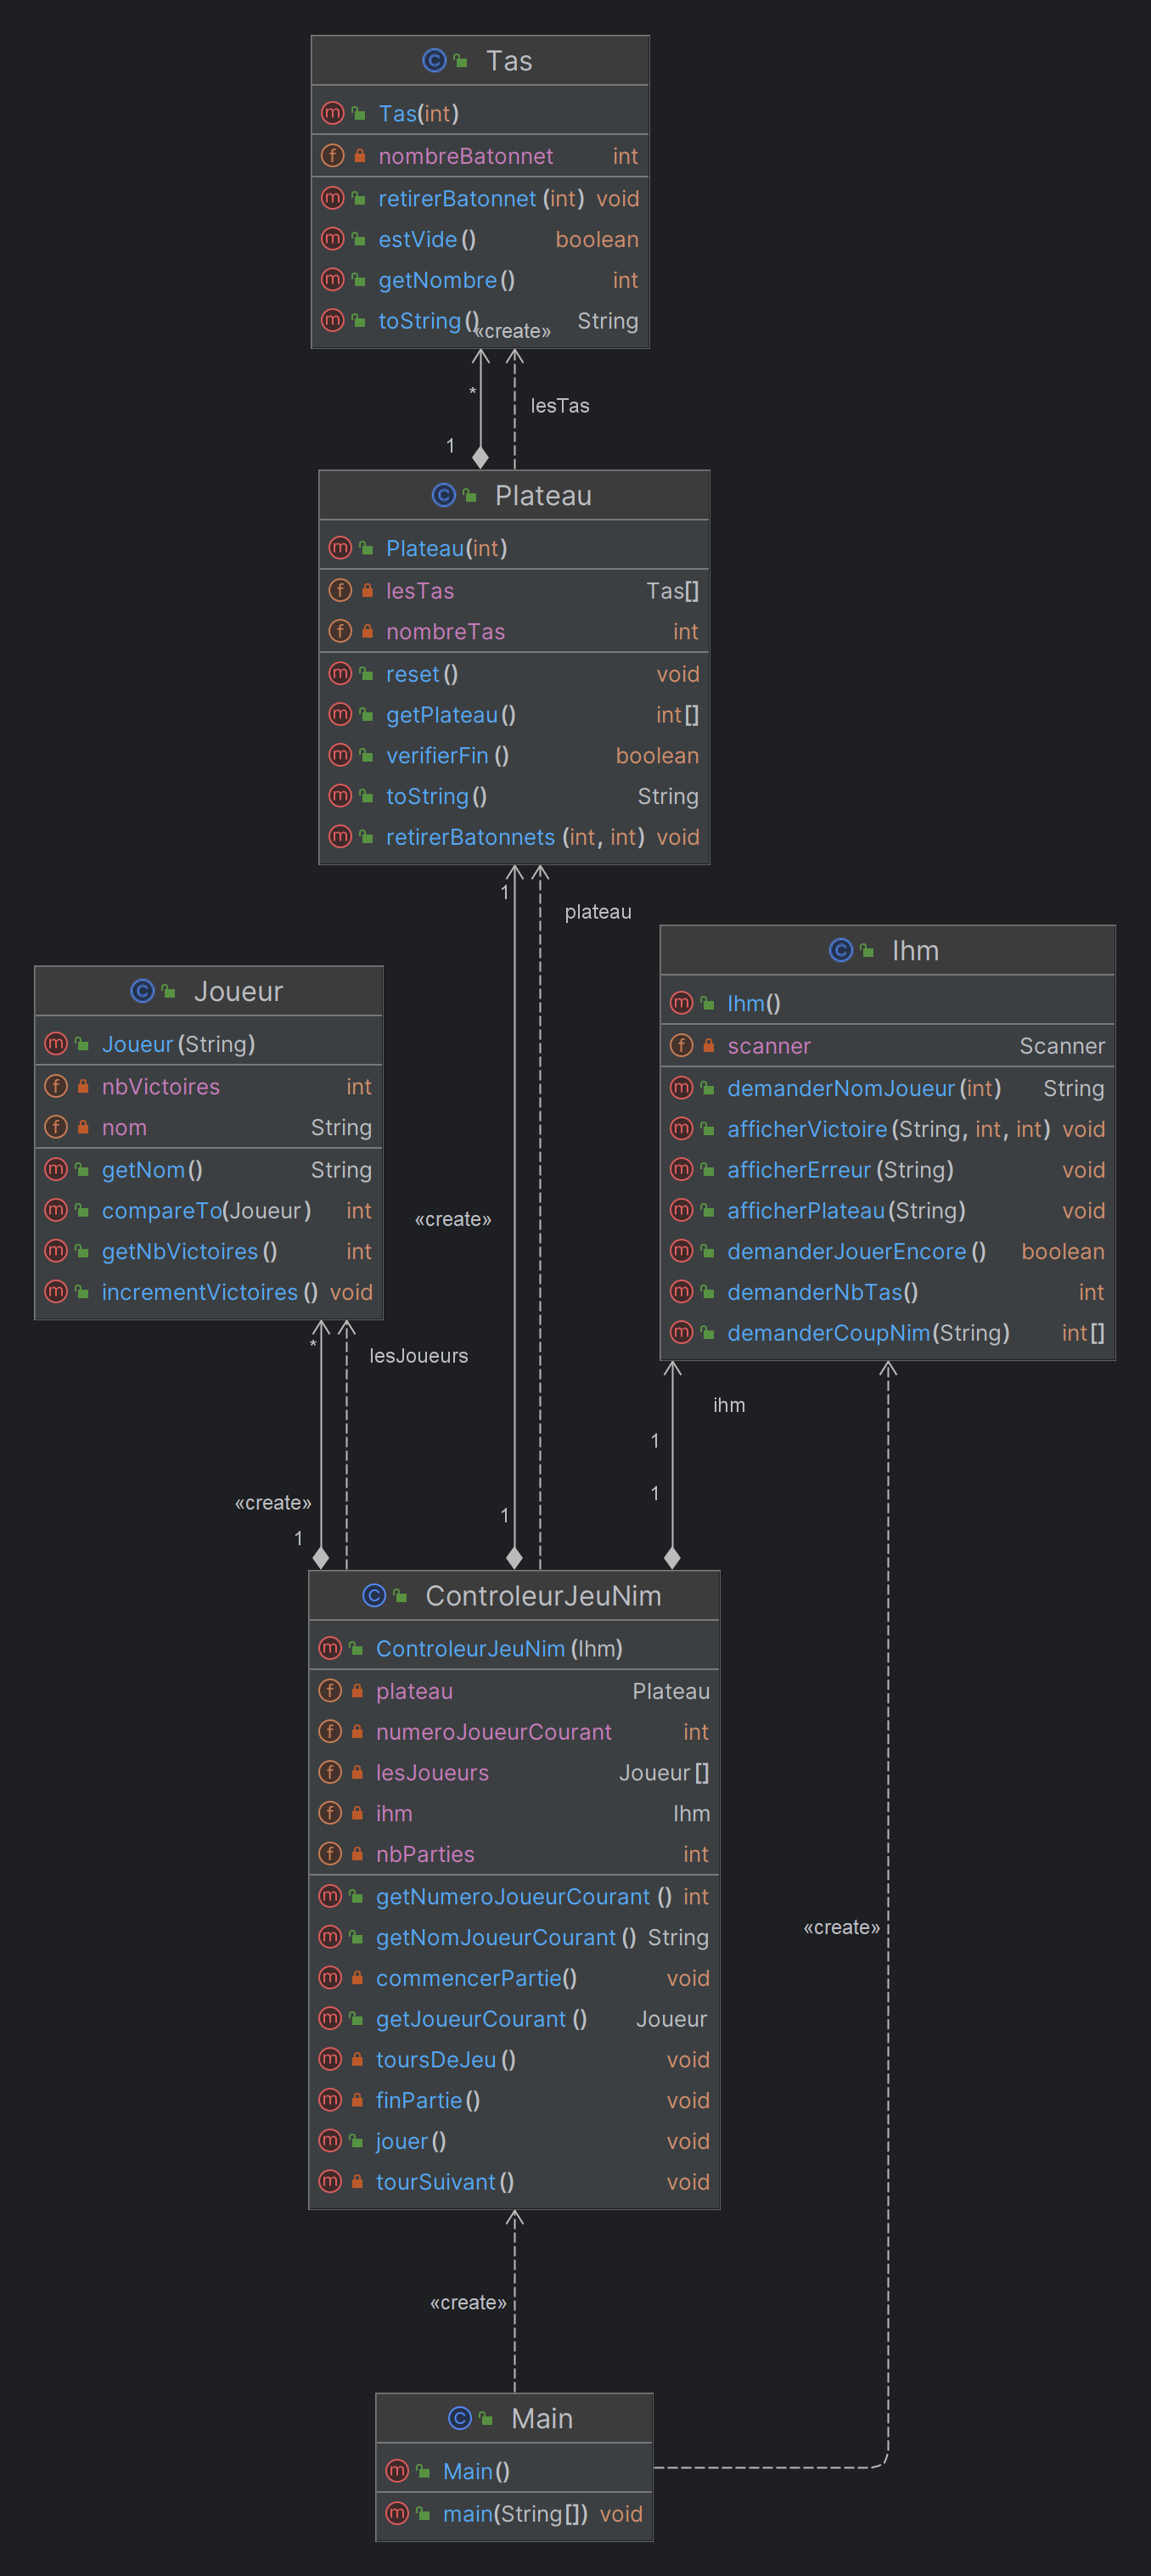 Tas
Tas(int)
nombreBatonnet int
retirerBatonnet (int) void
estVide () boolean
getNombre () int
toString () String
«create»
*
lesTas
1
Plateau
Plateau(int)
lesTas Tas[]
nombreTas int
reset () void
getPlateau () int[]
verifierFin () boolean
toString () String
retirerBatonnets (int, int) void
1
plateau
Ihm
Ihm()
scanner Scanner
demanderNomJoueur (int) String
afficherVictoire (String, int, int) void
afficherErreur (String) void
afficherPlateau (String) void
demanderJouerEncore () boolean
demanderNbTas() int
demanderCoupNim(String) int[]
Joueur
Joueur (String)
nbVictoires int
nom String
getNom () String
compareTo(Joueur) int
getNbVictoires () int
incrementVictoires () void
«create»
*
lesJoueurs
ihm
1
1
«create»
1
1
ControleurJeuNim
ControleurJeuNim (Ihm)
plateau Plateau
numeroJoueurCourant int
lesJoueurs Joueur []
ihm Ihm
nbParties int
getNumeroJoueurCourant () int
getNomJoueurCourant () String
commencerPartie() void
getJoueurCourant () Joueur
toursDeJeu () void
finPartie () void
jouer () void
tourSuivant () void
«create»
«create»
Main
Main ()
main(String[]) void